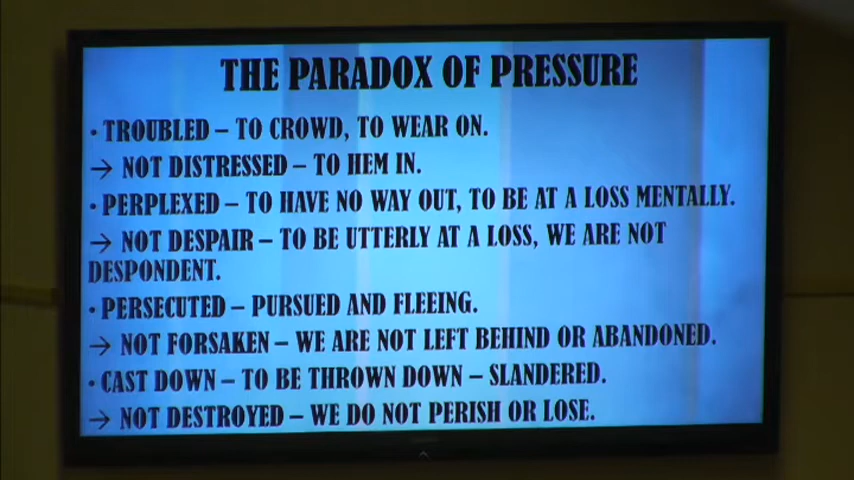 THE PARADOX OF PRESSURE
• TROUBLED – TO CROWD, TO WEAR ON.
→ NOT DISTRESSED – TO HEM IN.
• PERPLEXED – TO HAVE NO WAY OUT, TO BE AT A LOSS MENTALLY.
→ NOT DESPAIR – TO BE UTTERLY AT A LOSS, WE ARE NOT
DESPONDENT.
• PERSECUTED – PURSUED AND FLEEING.
→ NOT FORSAKEN – WE ARE NOT LEFT BEHIND OR ABANDONED.
• CAST DOWN – TO BE THROWN DOWN – SLANDERED.
→ NOT DESTROYED – WE DO NOT PERISH OR LOSE.